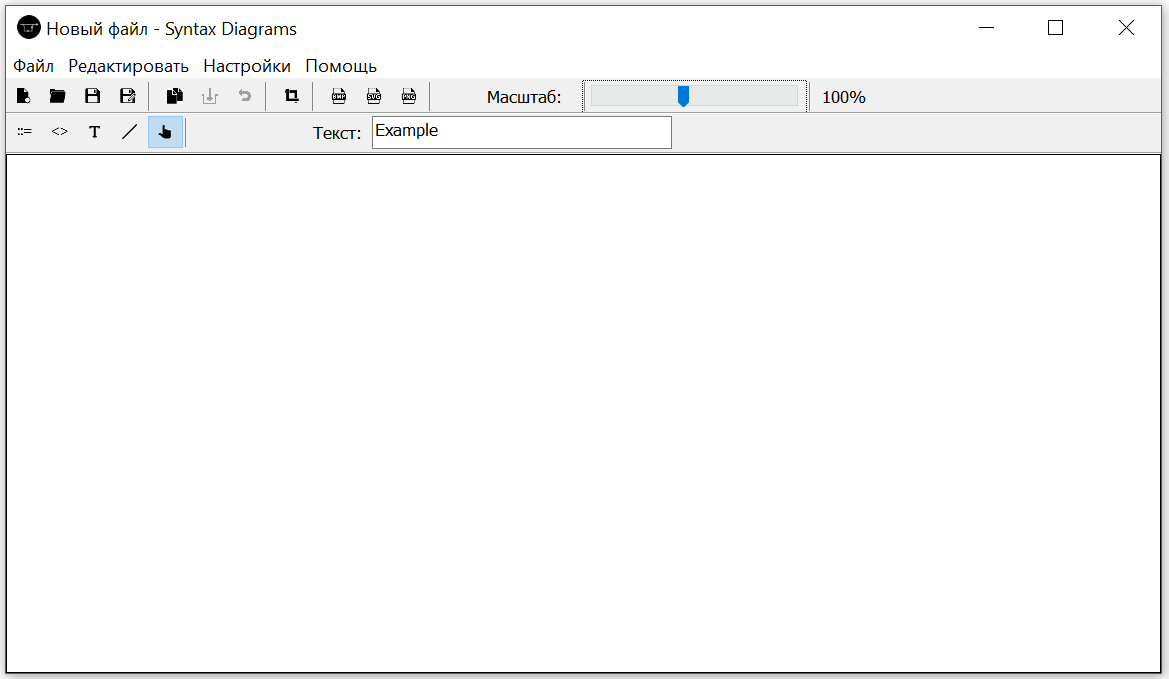 Новый файл - Syntax Diagrams
Файл Редактировать Настройки Помощь
BMP SVG PNG Масштаб: 100%
::= <> T Текст: Example